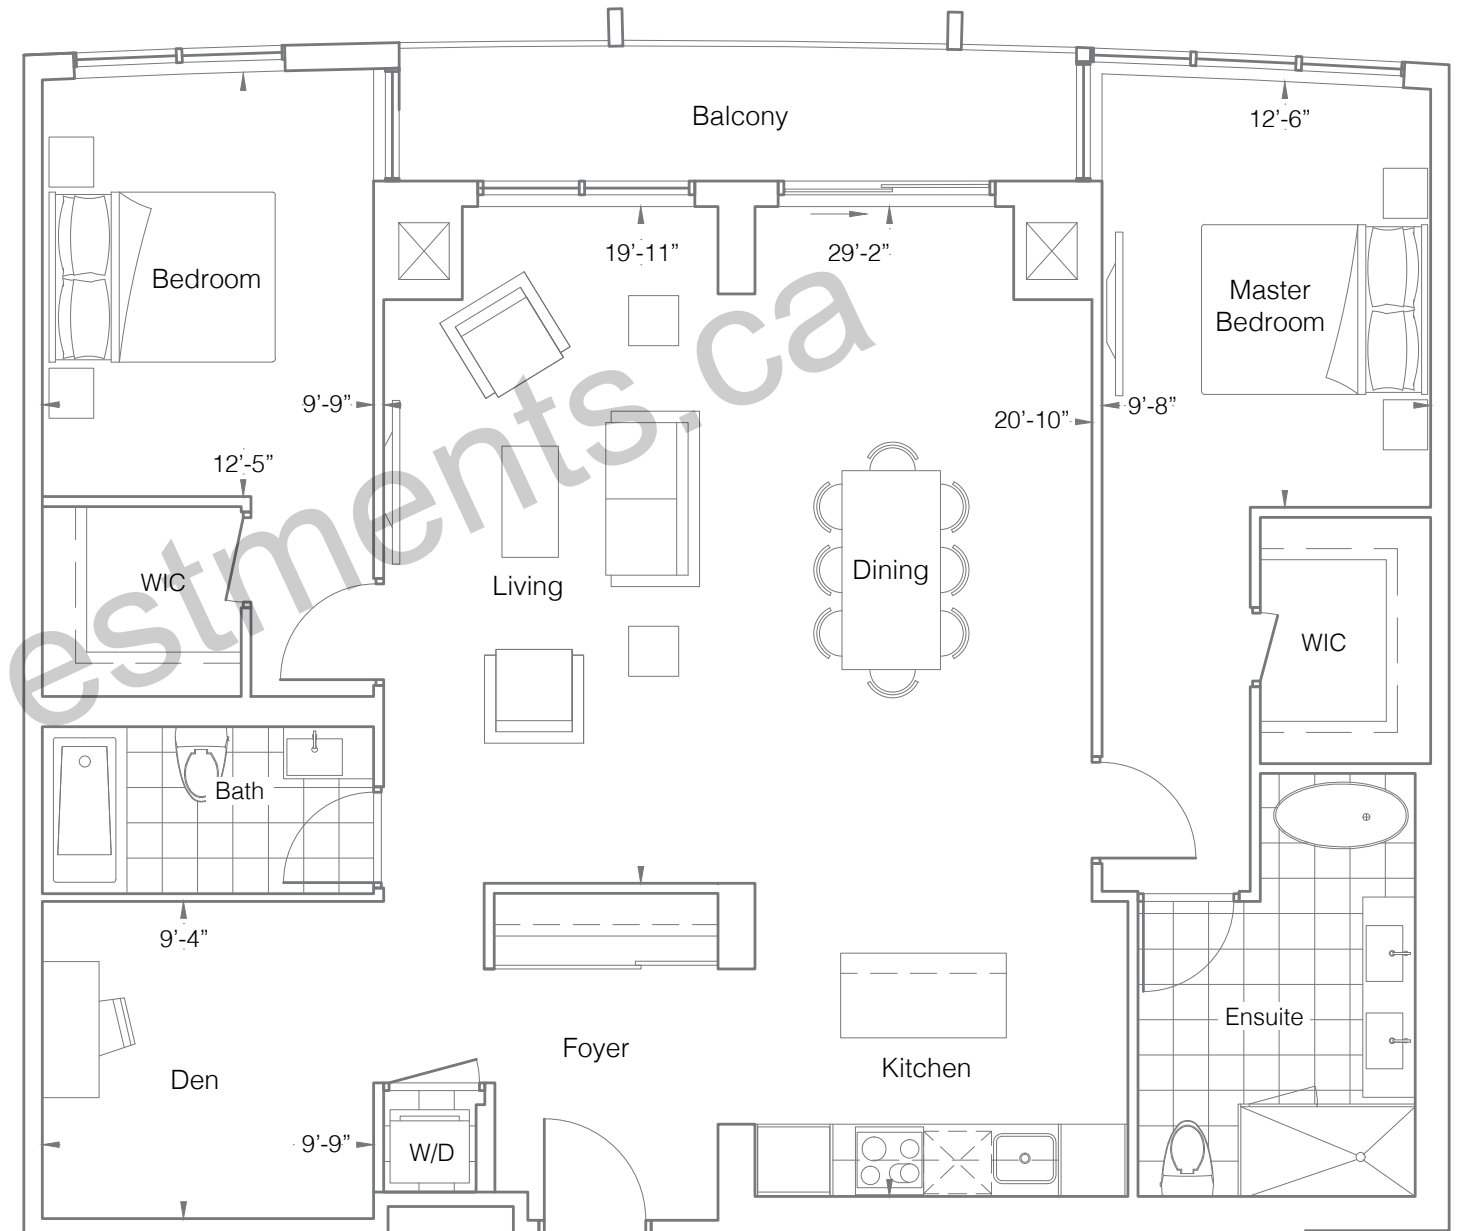 Balcony
12'-6"
19'-11"
29'-2"
Bedroom
Master
Bedroom
9'-9"
20'-10"
9'-8"
12'-5"
WIC
Living
Dining
WIC
Bath
9'-4"
Ensuite
Foyer
Kitchen
Den
9'-9"
W/D
estments.ca